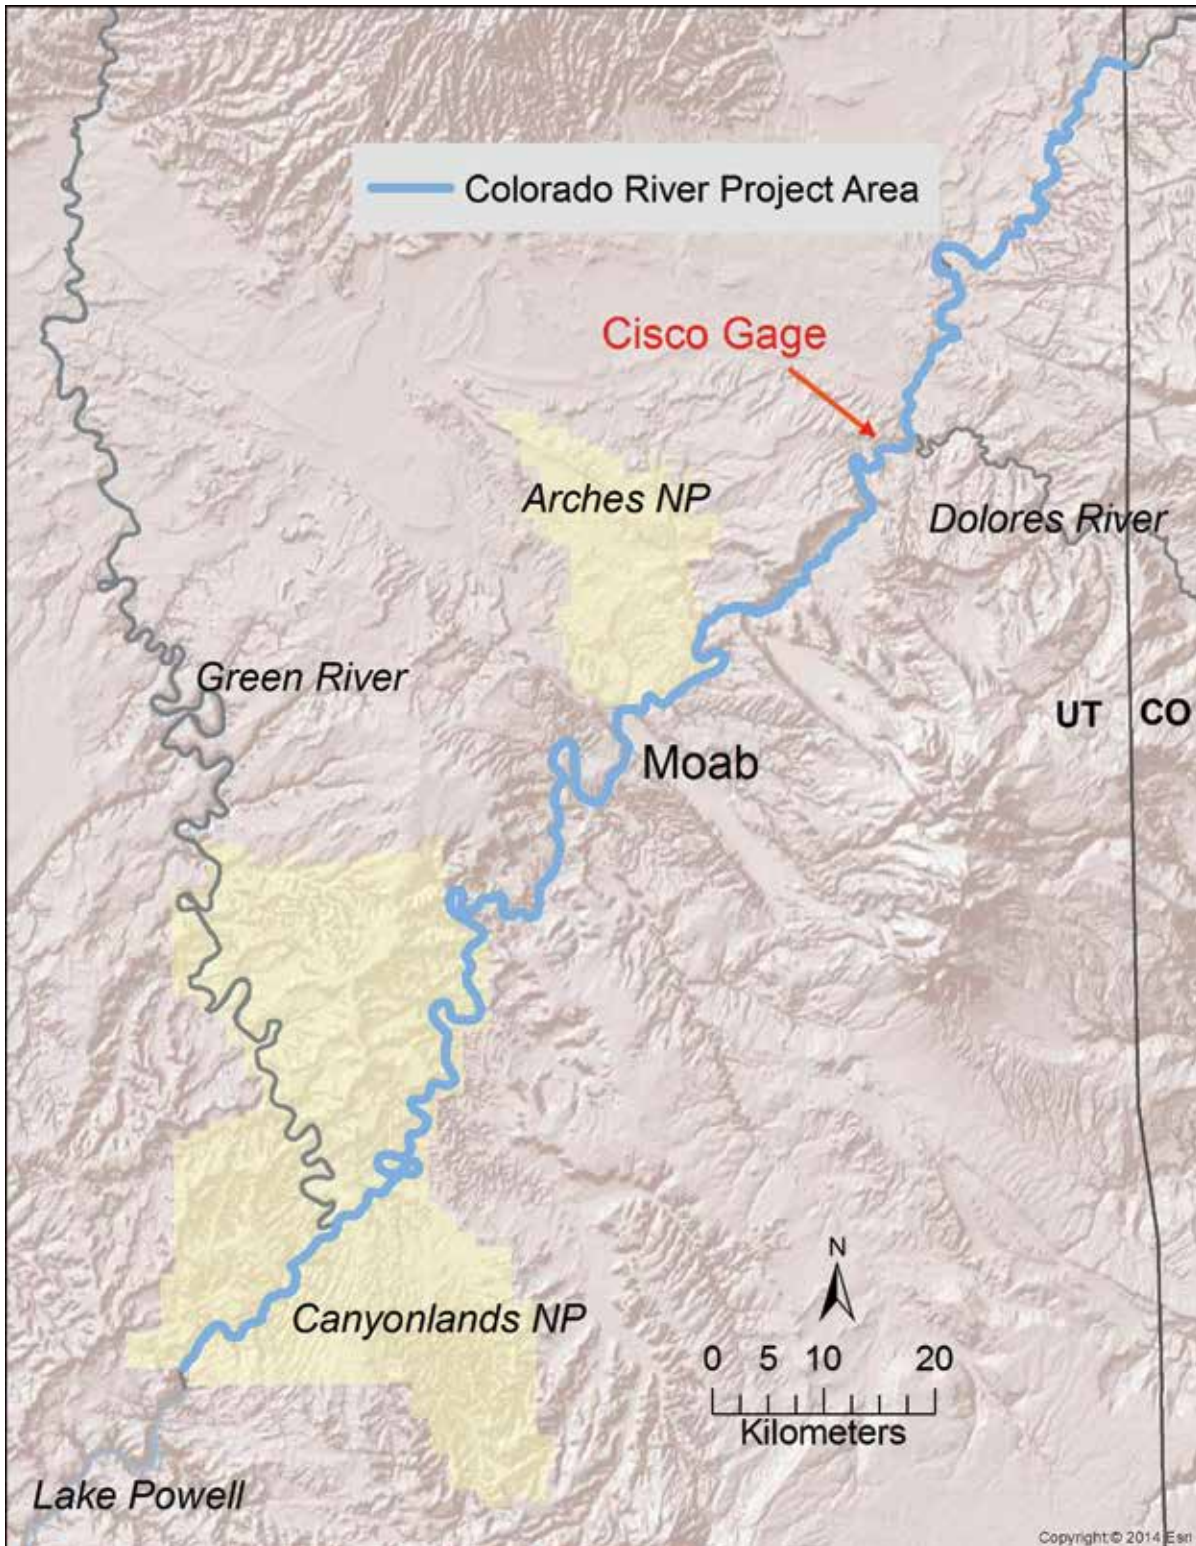 Colorado River Project Area
Cisco Gage
Arches NP
Dolores River
Green River
UT CO
Moab
N
Canyonlands NP
0 5 10 20
Kilometers
Lake Powell
Copyright:© 2014 Esri